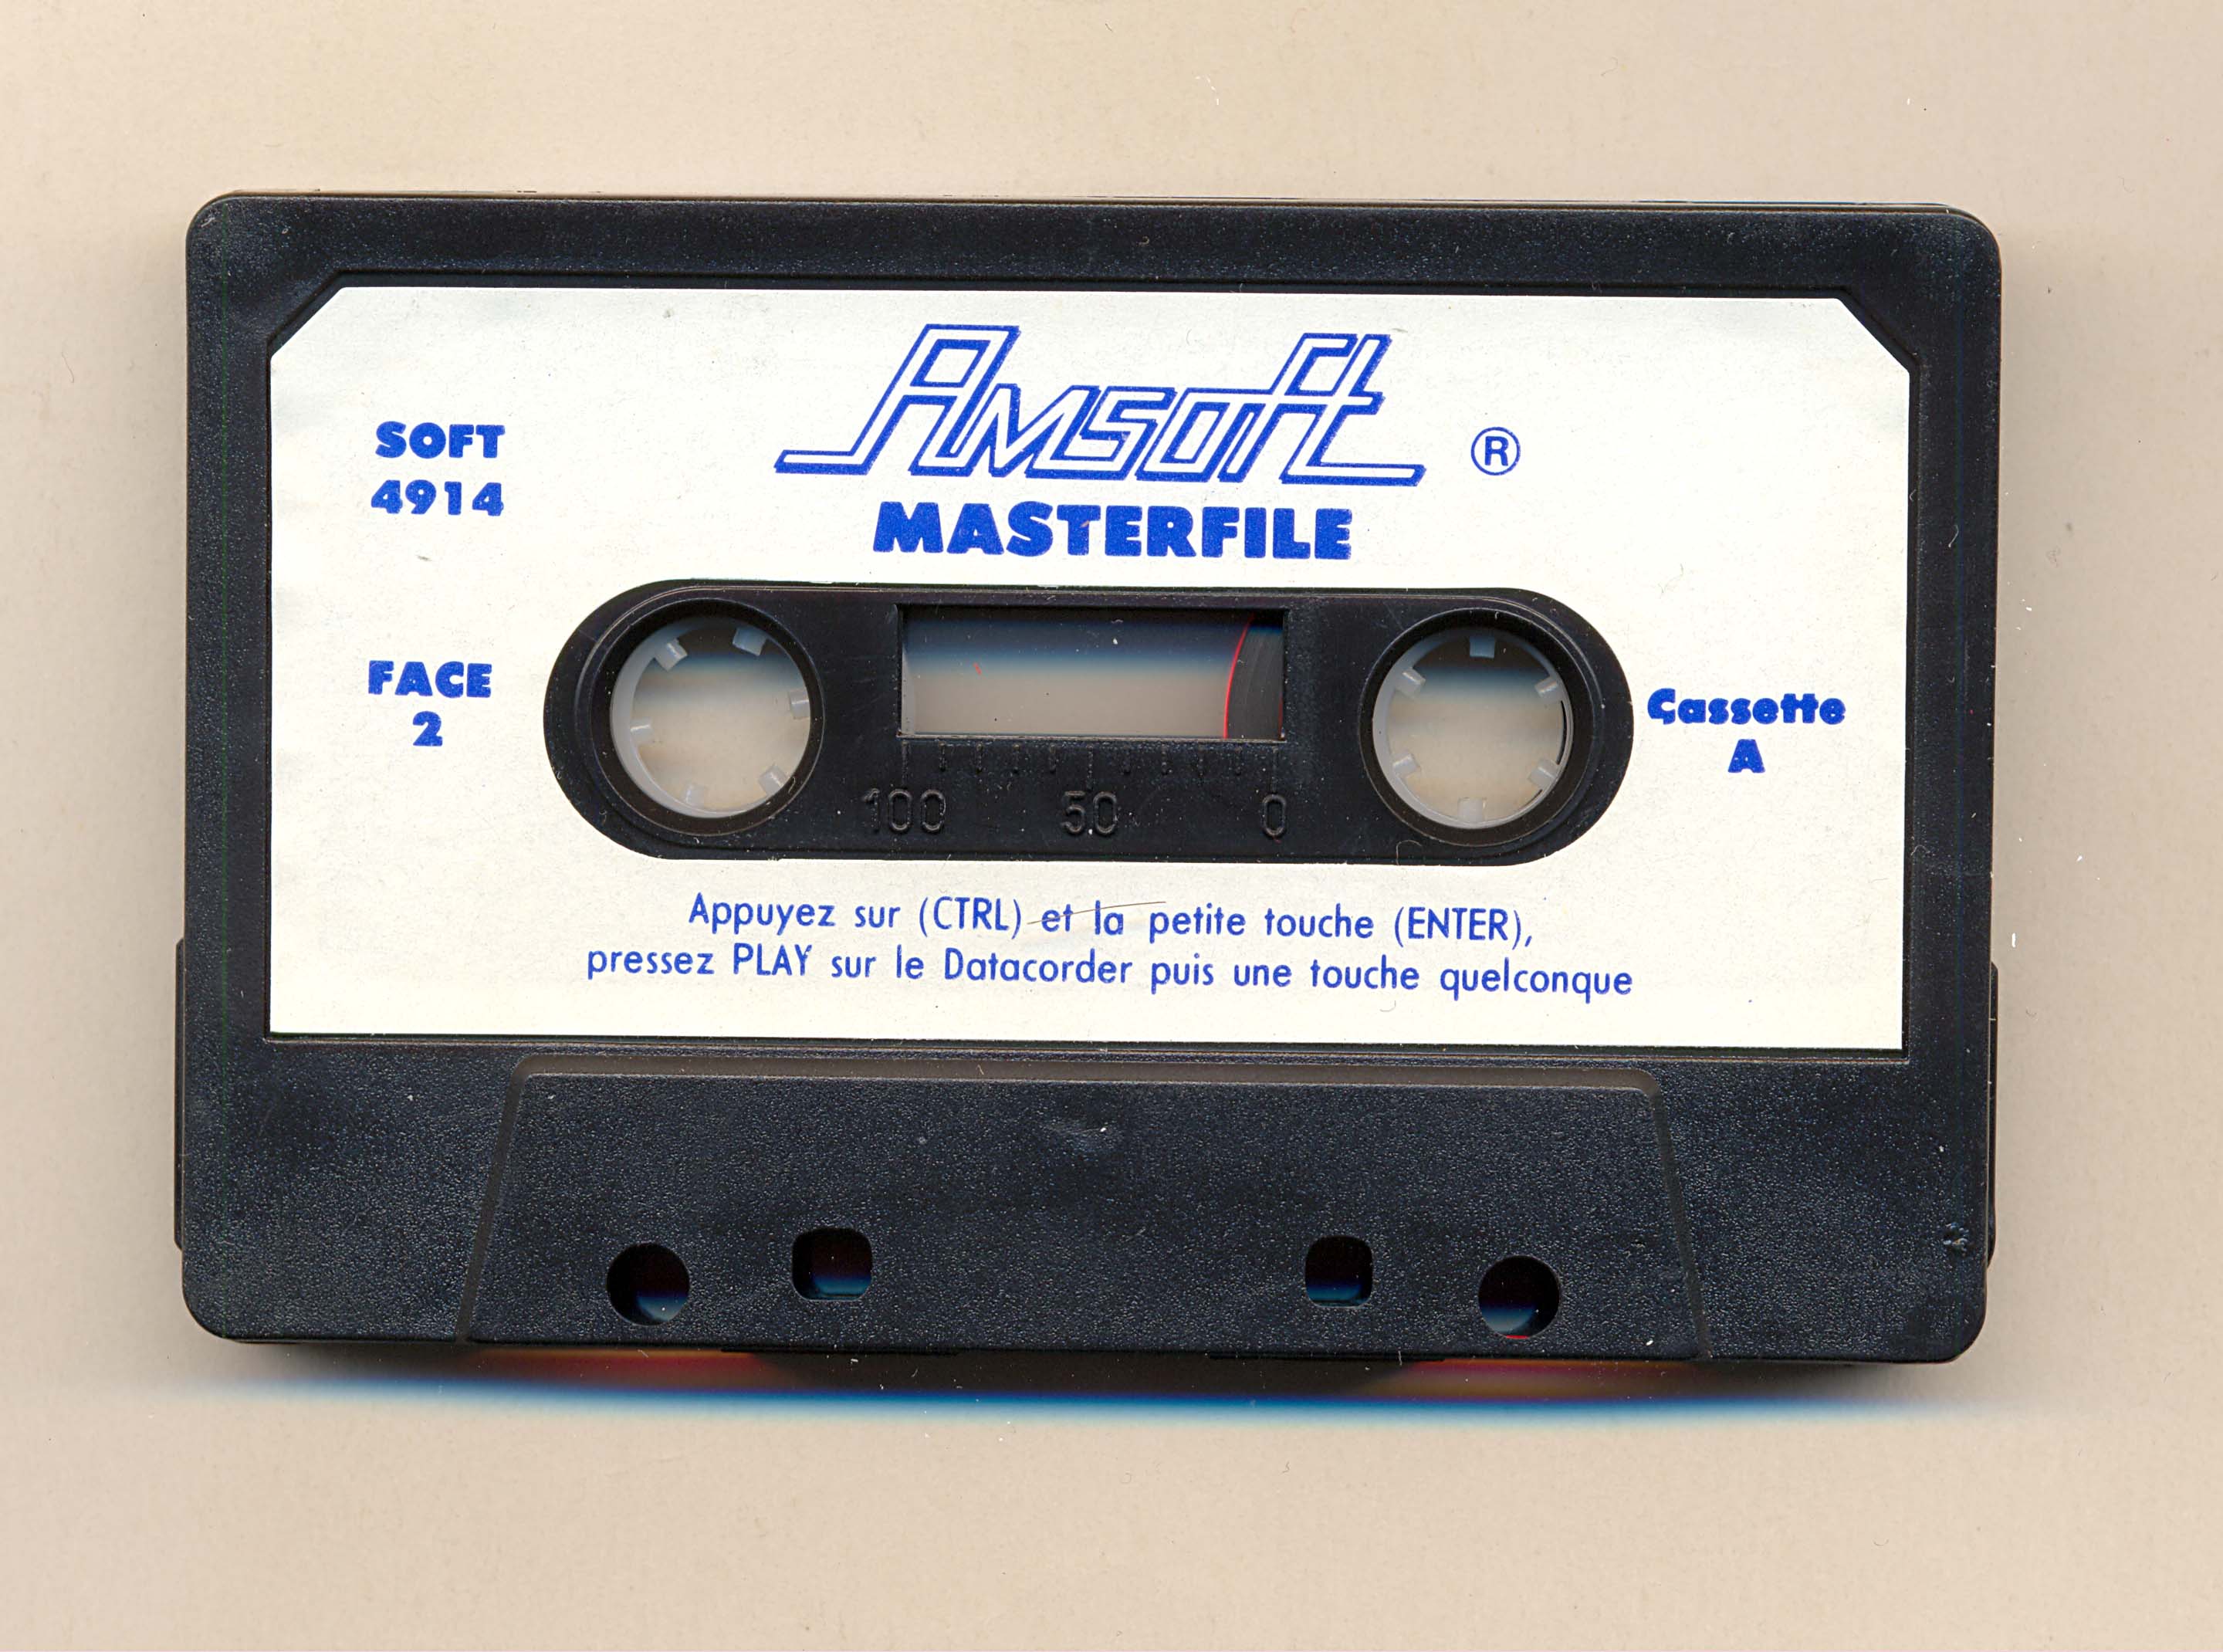 Amsoft ®
MASTERFILE
SOFT
4914
FACE
2
Cassette
A
100 50 0
Appuyez sur (CTRL) et la petite touche (ENTER),
pressez PLAY sur le Datacorder puis une touche quelconque